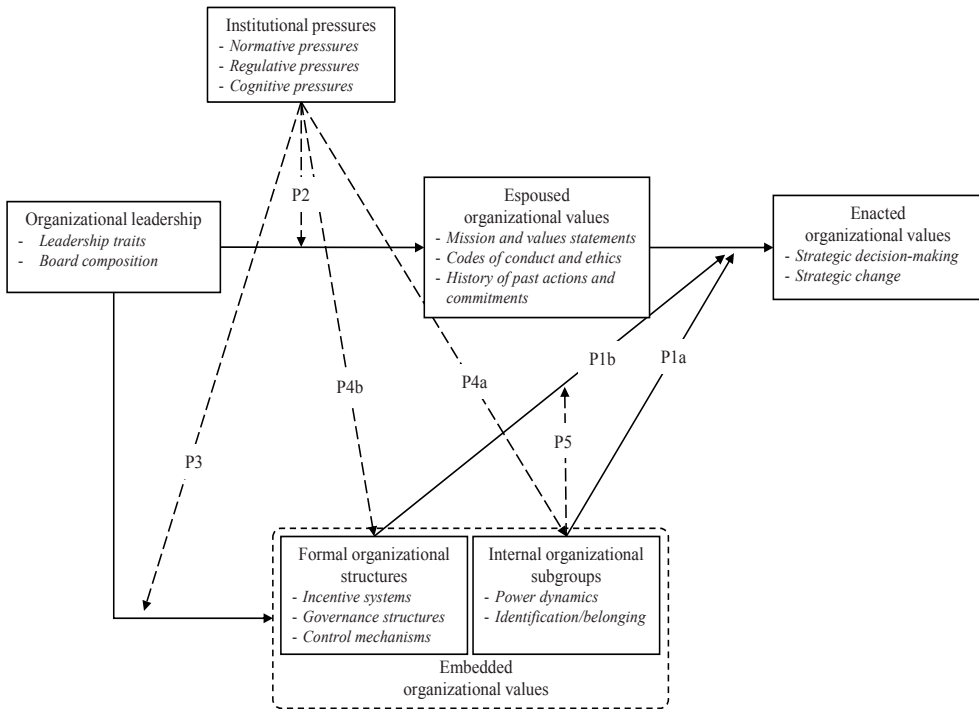 Institutional pressures
- Normative pressures
- Regulative pressures
- Cognitive pressures
P2
Organizational leadership
- Leadership traits
- Board composition
Espoused
organizational values
- Mission and values statements
- Codes of conduct and ethics
- History of past actions and
commitments
Enacted
organizational values
- Strategic decision-making
- Strategic change
P3
P4b
P4a
P1b
P1a
P5
Formal organizational
structures
- Incentive systems
- Governance structures
- Control mechanisms
Internal organizational
subgroups
- Power dynamics
- Identification/belonging
Embedded
organizational values